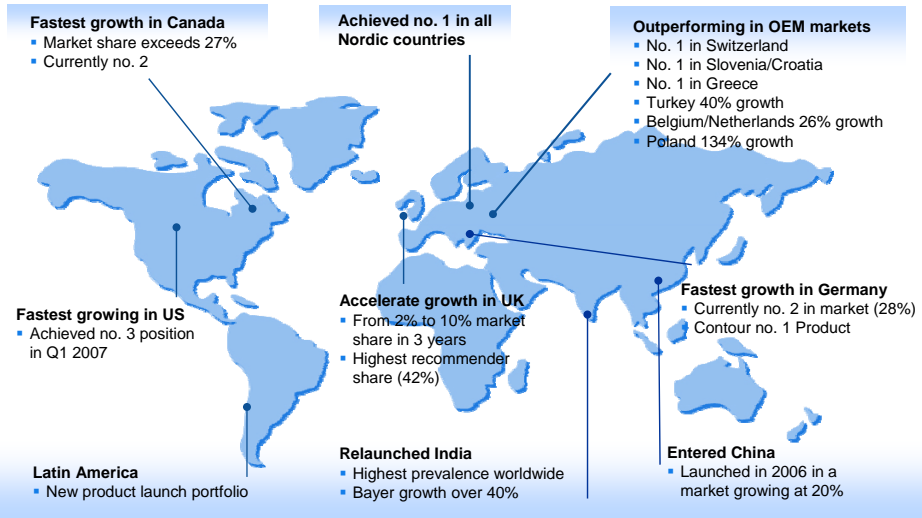 Fastest growth in Canada
▪ Market share exceeds 27%
▪ Currently no. 2
Achieved no. 1 in all
Nordic countries
Outperforming in OEM markets
▪ No. 1 in Switzerland
▪ No. 1 in Slovenia/Croatia
▪ No. 1 in Greece
▪ Turkey 40% growth
▪ Belgium/Netherlands 26% growth
▪ Poland 134% growth
Fastest growing in US
▪ Achieved no. 3 position
in Q1 2007
Accelerate growth in UK
▪ From 2% to 10% market
share in 3 years
▪ Highest recommender
share (42%)
Fastest growth in Germany
▪ Currently no. 2 in market (28%)
▪ Contour no. 1 Product
Latin America
▪ New product launch portfolio
Relaunched India
▪ Highest prevalence worldwide
▪ Bayer growth over 40%
Entered China
▪ Launched in 2006 in a
market growing at 20%